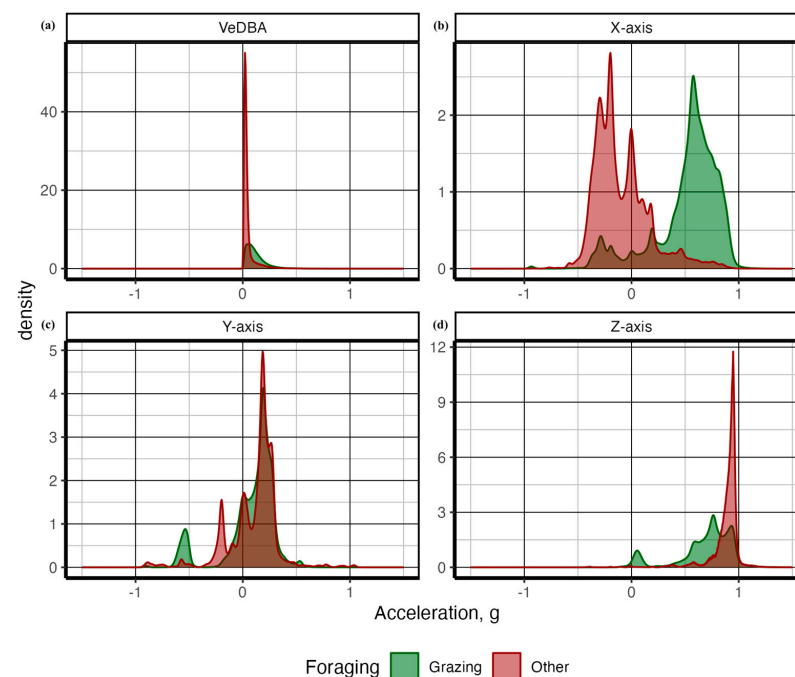 (a) VeDBA
(b) X-axis
40
20
0
2
1
0
-1 0 1
-1 0 1
density
(c) Y-axis
(d) Z-axis
5
4
3
2
1
0
12
9
6
3
0
-1 0 1
-1 0 1
Acceleration, g
Foraging Grazing Other